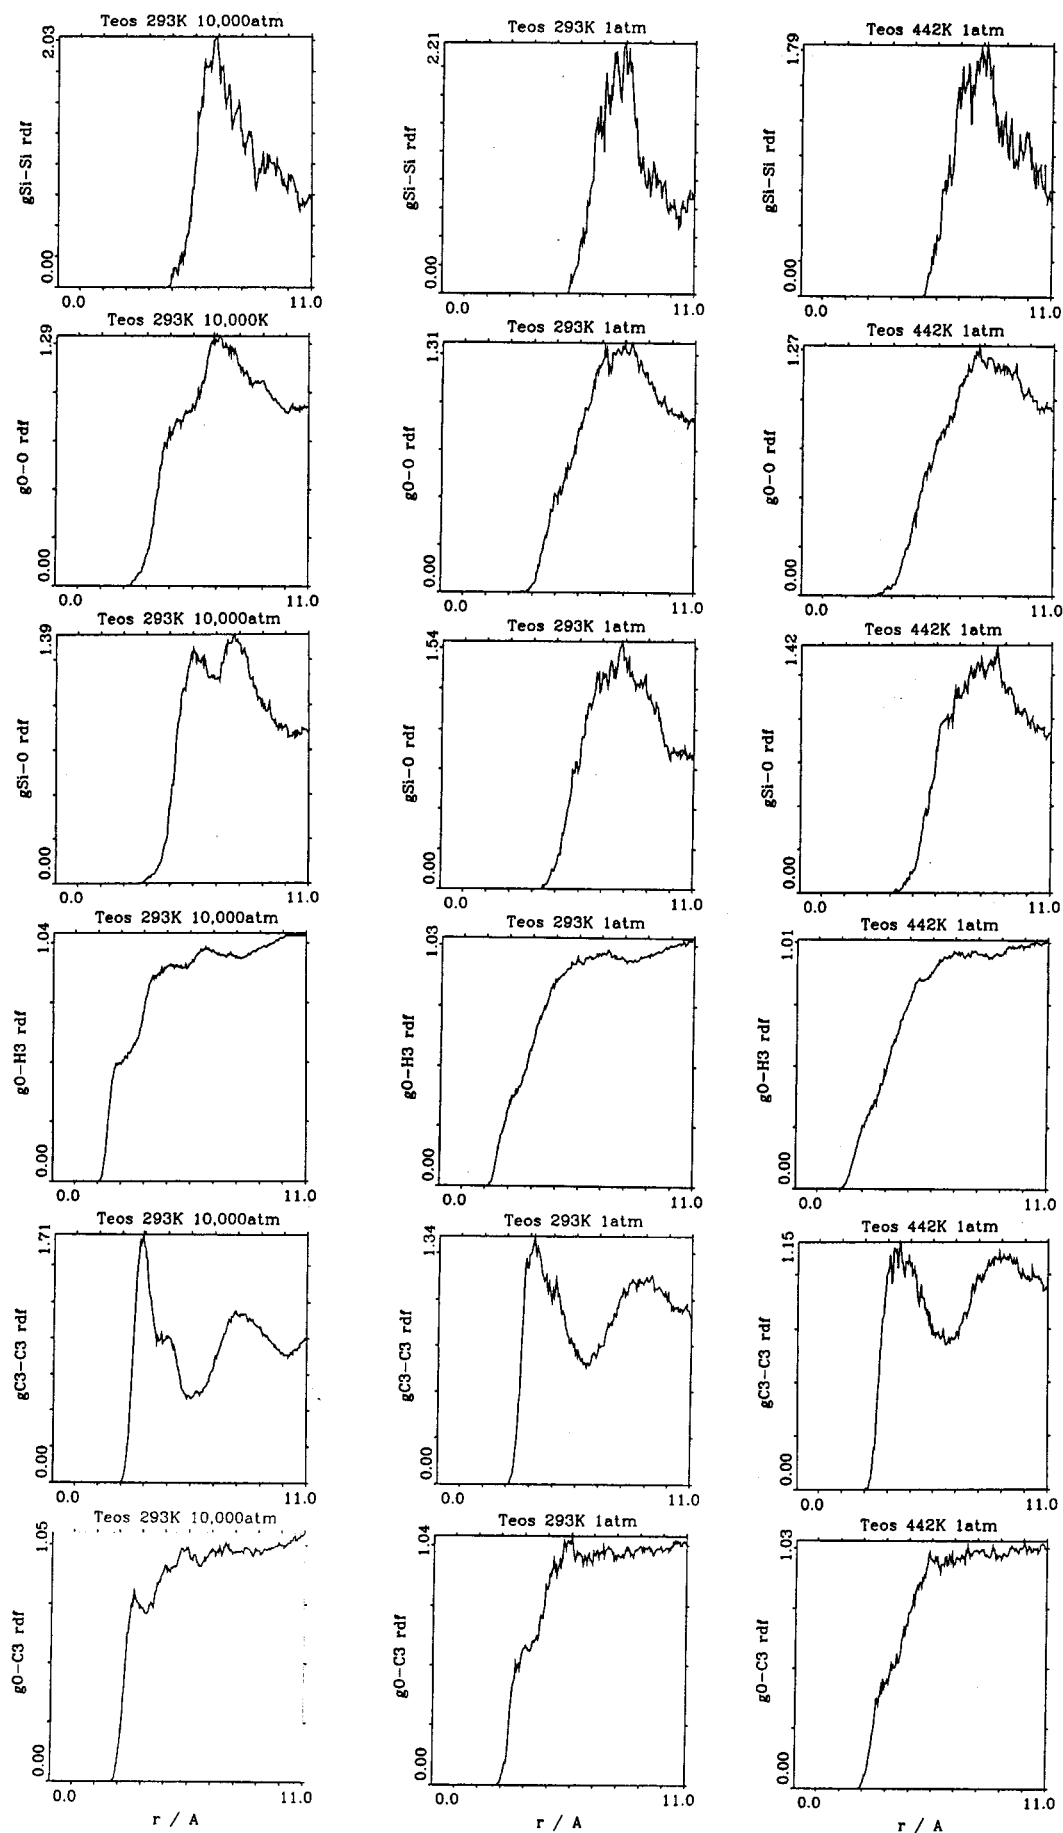 Teos 293K 10,000atm
2.03
gSi-Si rdf
0.00
0.0
11.0
Teos 293K 1atm
2.21
gSi-Si rdf
0.00
0.0
11.0
Teos 442K 1atm
1.79
gSi-Si rdf
0.00
0.0
11.0
Teos 293K 10,000K
1.29
gO-O rdf
0.00
0.0
11.0
Teos 293K 1atm
1.31
gO-O rdf
0.00
0.0
11.0
Teos 442K 1atm
1.27
gO-O rdf
0.00
0.0
11.0
Teos 293K 10,000atm
1.39
gSi-O rdf
0.00
0.0
11.0
Teos 293K 1atm
1.54
gSi-O rdf
0.00
0.0
11.0
Teos 442K 1atm
1.42
gSi-O rdf
0.00
0.0
11.0
Teos 293K 10,000atm
1.04
gO-H3 rdf
0.00
0.0
11.0
Teos 293K 1atm
1.03
gO-H3 rdf
0.00
0.0
11.0
Teos 442K 1atm
1.01
gO-H3 rdf
0.00
0.0
11.0
Teos 293K 10,000atm
1.71
gC3-C3 rdf
0.00
0.0
11.0
Teos 293K 1atm
1.34
gC3-C3 rdf
0.00
0.0
11.0
Teos 442K 1atm
1.15
gC3-C3 rdf
0.00
0.0
11.0
Teos 293K 10,000atm
1.05
gO-C3 rdf
0.00
0.0
11.0
r / A
Teos 293K 1atm
1.04
gO-C3 rdf
0.00
0.0
11.0
r / A
Teos 442K 1atm
1.03
gO-C3 rdf
0.00
0.0
11.0
r / A